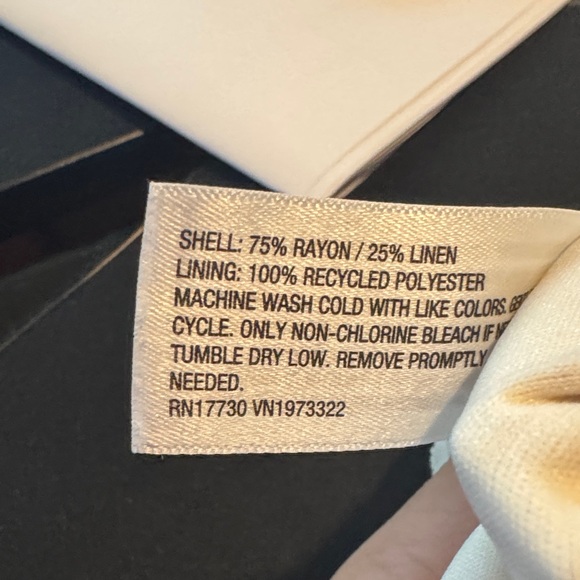 SHELL: 75% RAYON / 25% LINEN
LINING: 100% RECYCLED POLYESTER
MACHINE WASH COLD WITH LIKE COLORS.
CYCLE. ONLY NON-CHLORINE BLEACH IF
TUMBLE DRY LOW. REMOVE PROMPTLY
NEEDED.
RN17730 VN1973322